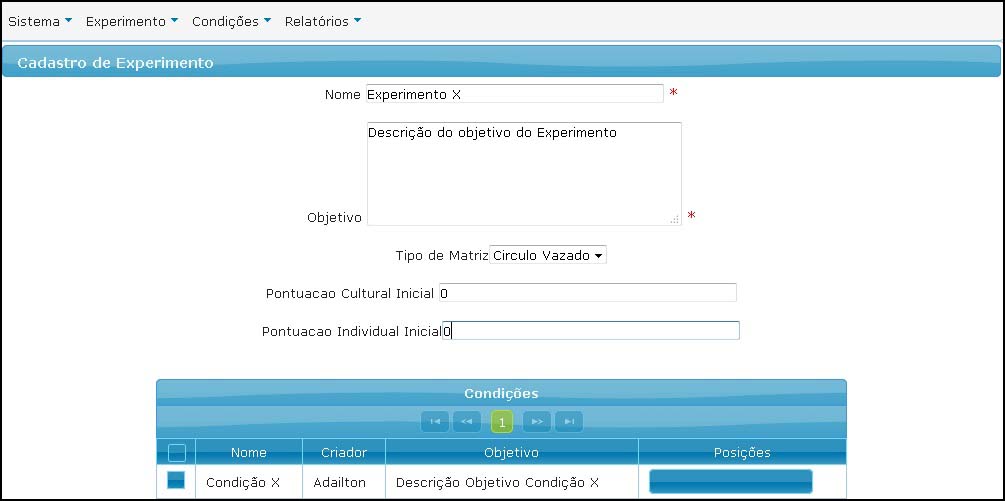 Sistema Experimento Condições Relatórios
Cadastro de Experimento
Nome Experimento X *
Descrição do objetivo do Experimento
Objetivo *
Tipo de Matriz Circulo Vazado
Pontuacao Cultural Inicial 0
Pontuacao Individual Inicial 0
Condições
1
Nome Criador Objetivo Posições
Condição X Adailton Descrição Objetivo Condição X